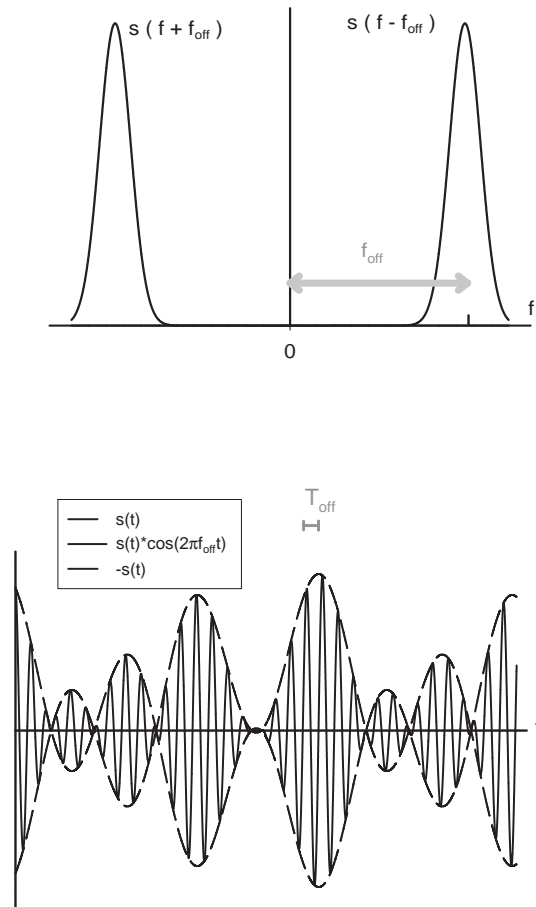 s ( f + f_off )
s ( f - f_off )
f_off
f
0
T_off
s(t)
s(t)*cos(2πf_off t)
-s(t)